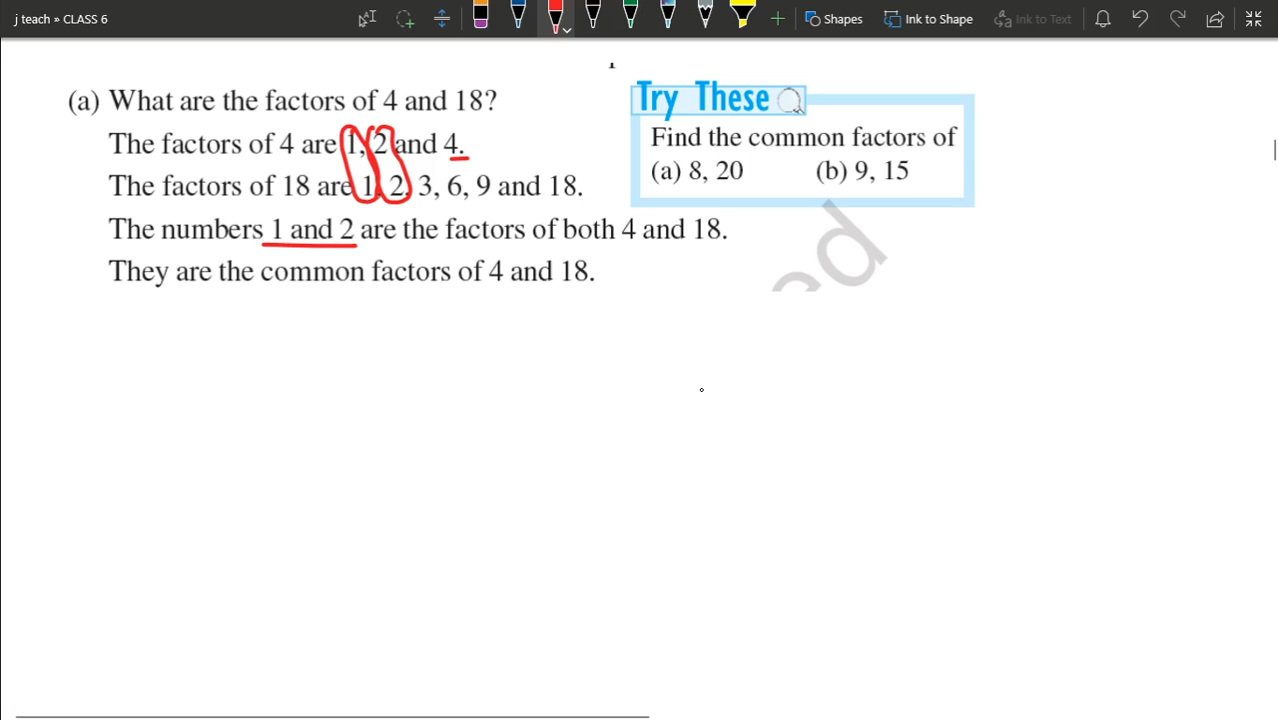 j teach » CLASS 6
Shapes
Ink to Shape
Ink to Text
(a) What are the factors of 4 and 18?
The factors of 4 are 1, 2 and 4.
The factors of 18 are 1, 2, 3, 6, 9 and 18.
The numbers 1 and 2 are the factors of both 4 and 18.
They are the common factors of 4 and 18.
Try These
Find the common factors of
(a) 8, 20 (b) 9, 15
ed